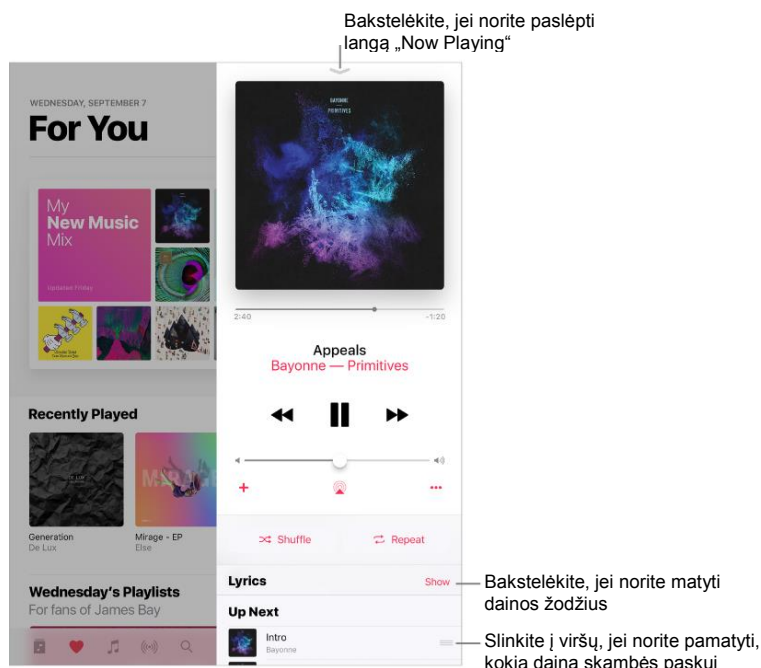 Bakstelėkite, jei norite paslėpti
langą „Now Playing“
WEDNESDAY, SEPTEMBER 7
For You
My
New Music
Mix
Updated Friday
BAYONNE
PRIMITIVES
2:40
-1:20
Appeals
Bayonne — Primitives
Recently Played
MIRAGE
Generation
De Lux
Mirage - EP
Else
Shuffle
Repeat
Lyrics
Show
Bakstelėkite, jei norite matyti
dainos žodžius
Wednesday's Playlists
For fans of James Bay
Up Next
Intro
Bayonne
Slinkite į viršų, jei norite pamatyti,
kokia daina skambės paskui